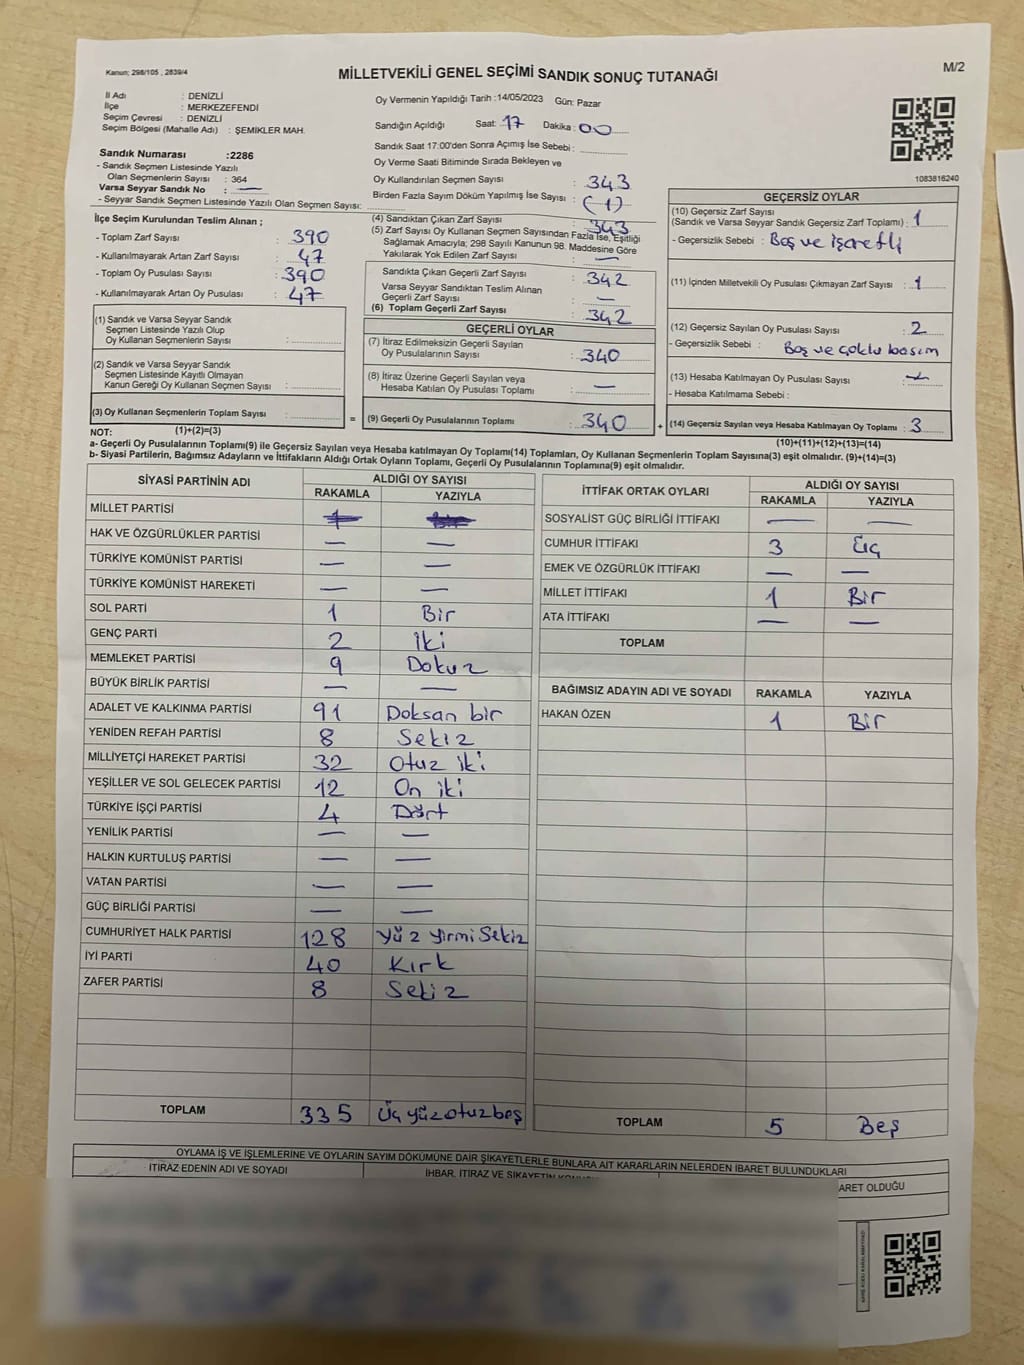 Kanun; 298/105 , 2839/4
MİLLETVEKİLİ GENEL SEÇİMİ SANDIK SONUÇ TUTANAĞI
M/2
İl Adı : DENİZLİ
İlçe : MERKEZEFENDİ
Seçim Çevresi : DENİZLİ
Seçim Bölgesi (Mahalle Adı) : ŞEMİKLER MAH.
Sandık Numarası :2286
- Sandık Seçmen Listesinde Yazılı
Olan Seçmenlerin Sayısı : 364
Varsa Seyyar Sandık No : —
- Seyyar Sandık Seçmen Listesinde Yazılı Olan Seçmen Sayısı:
İlçe Seçim Kurulundan Teslim Alınan ;
- Toplam Zarf Sayısı : 390
- Kullanılmayarak Artan Zarf Sayısı : 47
- Toplam Oy Pusulası Sayısı : 390
- Kullanılmayarak Artan Oy Pusulası : 47
(1) Sandık ve Varsa Seyyar Sandık
Seçmen Listesinde Yazılı Olup
Oy Kullanan Seçmenlerin Sayısı :
(2) Sandık ve Varsa Seyyar Sandık
Seçmen Listesinde Kayıtlı Olmayan
Kanun Gereği Oy Kullanan Seçmen Sayısı :
(3) Oy Kullanan Seçmenlerin Toplam Sayısı :
(1)+(2)=(3)
Oy Vermenin Yapıldığı Tarih :14/05/2023 Gün: Pazar
Sandığın Açıldığı Saat: 17 Dakika : 00
Sandık Saat 17:00'den Sonra Açımış İse Sebebi :
Oy Verme Saati Bitiminde Sırada Bekleyen ve
Oy Kullandırılan Seçmen Sayısı : 343
Birden Fazla Sayım Döküm Yapılmış İse Sayısı : (1)
(4) Sandıktan Çıkan Zarf Sayısı : 343
(5) Zarf Sayısı Oy Kullanan Seçmen Sayısından Fazla İse, Eşitliği
Sağlamak Amacıyla; 298 Sayılı Kanunun 98. Maddesine Göre
Yakılarak Yok Edilen Zarf Sayısı : —
Sandıkta Çıkan Geçerli Zarf Sayısı : 342
Varsa Seyyar Sandıktan Teslim Alınan
Geçerli Zarf Sayısı : —
(6) Toplam Geçerli Zarf Sayısı : 342
GEÇERLİ OYLAR
(7) İtiraz Edilmeksizin Geçerli Sayılan
Oy Pusulalarının Sayısı : 340
(8) İtiraz Üzerine Geçerli Sayılan veya
Hesaba Katılan Oy Pusulası Toplamı : —
= (9) Geçerli Oy Pusulalarının Toplamı : 340
1083816240
GEÇERSİZ OYLAR
(10) Geçersiz Zarf Sayısı
(Sandık ve Varsa Seyyar Sandık Geçersiz Zarf Toplamı) : 1
- Geçersizlik Sebebi : Boş ve işaretli
(11) İçinden Milletvekili Oy Pusulası Çıkmayan Zarf Sayısı : 1
(12) Geçersiz Sayılan Oy Pusulası Sayısı : 2
- Geçersizlik Sebebi : Boş ve çoklu basım
(13) Hesaba Katılmayan Oy Pusulası Sayısı :
- Hesaba Katılmama Sebebi :
+ (14) Geçersiz Sayılan veya Hesaba Katılmayan Oy Toplamı : 3
(10)+(11)+(12)+(13)=(14)
NOT:
a- Geçerli Oy Pusulalarının Toplamı(9) ile Geçersiz Sayılan veya Hesaba katılmayan Oy Toplamı(14) Toplamları, Oy Kullanan Seçmenlerin Toplam Sayısına(3) eşit olmalıdır. (9)+(14)=(3)
b- Siyasi Partilerin, Bağımsız Adayların ve İttifakların Aldığı Ortak Oyların Toplamı, Geçerli Oy Pusulalarının Toplamına(9) eşit olmalıdır.
SİYASİ PARTİNİN ADI ALDIĞI OY SAYISI
RAKAMLA YAZIYLA
MİLLET PARTİSİ
HAK VE ÖZGÜRLÜKLER PARTİSİ — —
TÜRKİYE KOMÜNİST PARTİSİ — —
TÜRKİYE KOMÜNİST HAREKETİ — —
SOL PARTİ 1 Bir
GENÇ PARTİ 2 İki
MEMLEKET PARTİSİ 9 Dokuz
BÜYÜK BİRLİK PARTİSİ — —
ADALET VE KALKINMA PARTİSİ 91 Doksan bir
YENİDEN REFAH PARTİSİ 8 Sekiz
MİLLİYETÇİ HAREKET PARTİSİ 32 Otuz iki
YEŞİLLER VE SOL GELECEK PARTİSİ 12 On iki
TÜRKİYE İŞÇİ PARTİSİ 4 Dört
YENİLİK PARTİSİ — —
HALKIN KURTULUŞ PARTİSİ — —
VATAN PARTİSİ — —
GÜÇ BİRLİĞİ PARTİSİ — —
CUMHURİYET HALK PARTİSİ 128 Yüz yirmi Sekiz
İYİ PARTİ 40 Kırk
ZAFER PARTİSİ 8 Sekiz
TOPLAM 335 Üç yüz otuz beş
İTTİFAK ORTAK OYLARI ALDIĞI OY SAYISI
RAKAMLA YAZIYLA
SOSYALİST GÜÇ BİRLİĞİ İTTİFAKI — —
CUMHUR İTTİFAKI 3 Üç
EMEK VE ÖZGÜRLÜK İTTİFAKI — —
MİLLET İTTİFAKI 1 Bir
ATA İTTİFAKI — —
TOPLAM
BAĞIMSIZ ADAYIN ADI VE SOYADI RAKAMLA YAZIYLA
HAKAN ÖZEN 1 Bir
TOPLAM 5 Beş
OYLAMA İŞ VE İŞLEMLERİNE VE OYLARIN SAYIM DÖKÜMÜNE DAİR ŞİKAYETLERLE BUNLARA AİT KARARLARIN NELERDEN İBARET BULUNDUKLARI
İTİRAZ EDENİN ADI VE SOYADI
İHBAR, İTİRAZ VE ŞİKAYETİN
ARET OLDUĞU